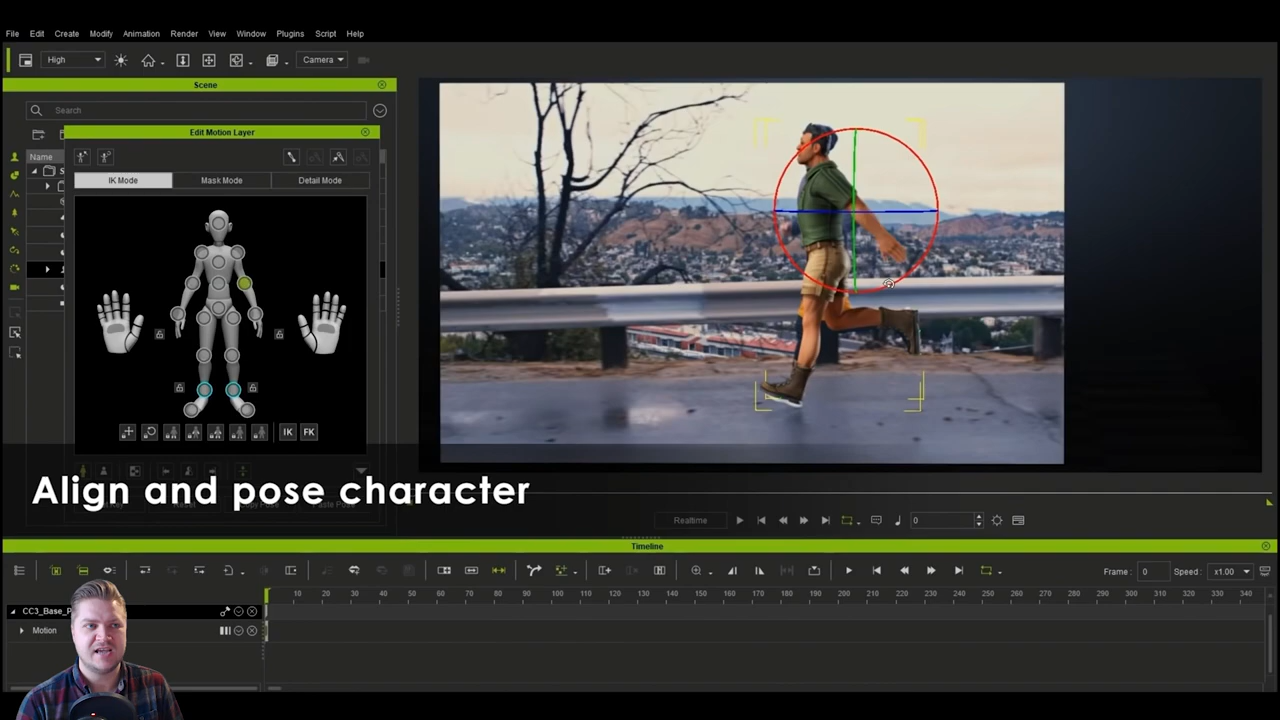 File Edit Create Modify Animation Render View Window Plugins Script Help
High
Camera
Scene
Search
Edit Motion Layer
Name
IK Mode Mask Mode Detail Mode
IK FK
Align and pose character
Realtime
0
Timeline
Frame : 0 Speed : x1.00
10 20 30 40 50 60 70 80 90 100 110 120 130 140 150 160 170 180 190 200 210 220 230 240 250 260 270 280 290 300 310 320 330 340
CC3_Base_P
Motion